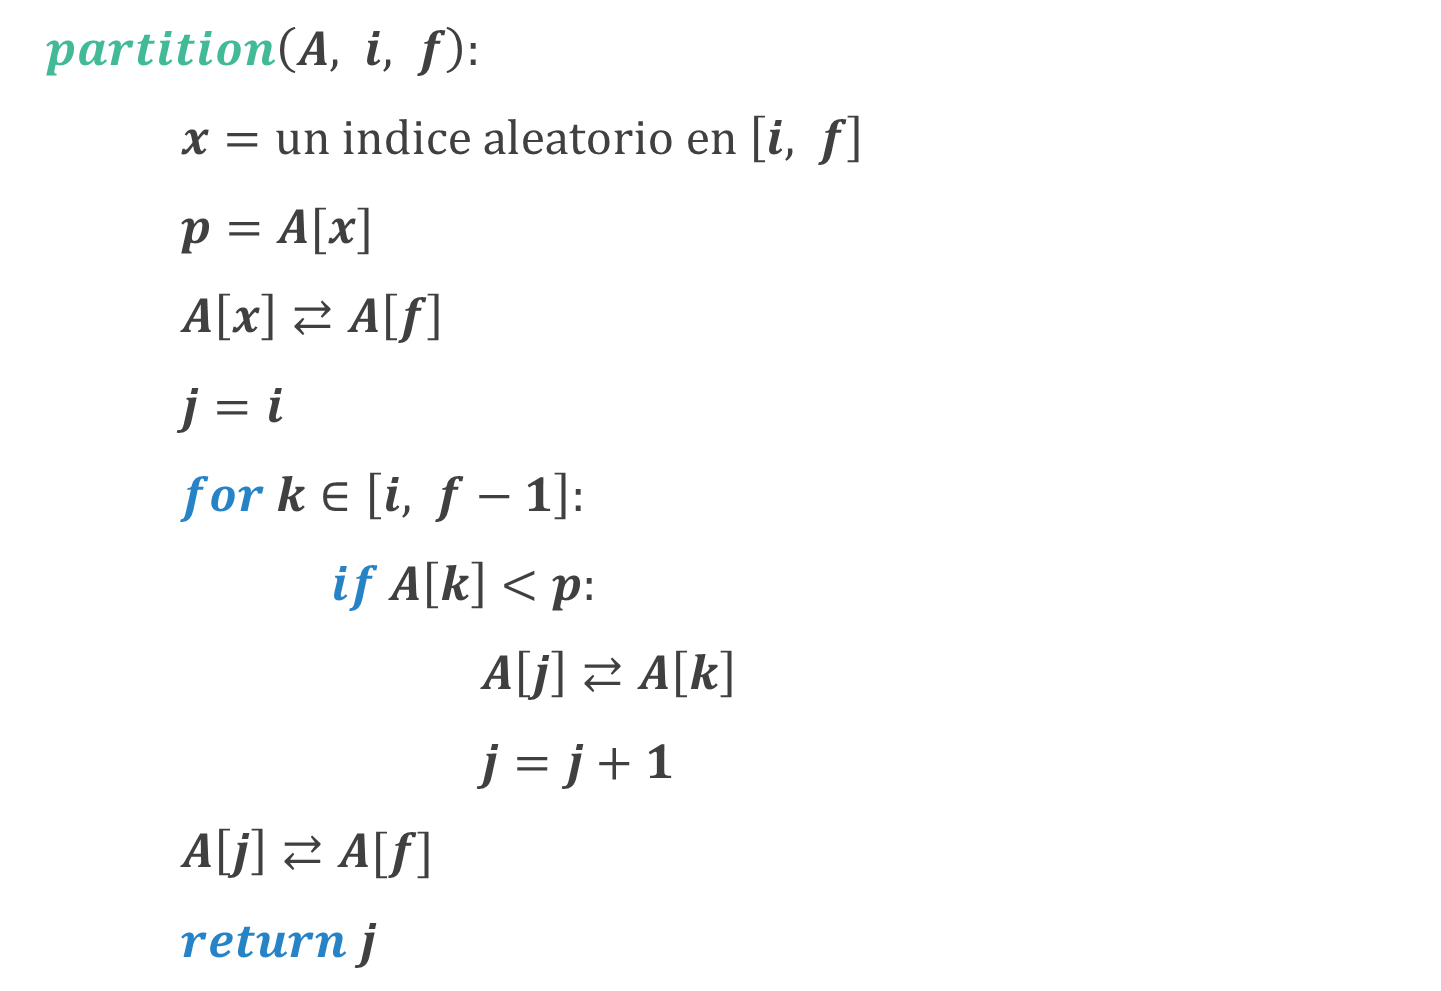 partition(A, i, f):
x = un indice aleatorio en [i, f]
p = A[x]
A[x] ⇄ A[f]
j = i
for k ∈ [i, f − 1]:
if A[k] < p:
A[j] ⇄ A[k]
j = j + 1
A[j] ⇄ A[f]
return j